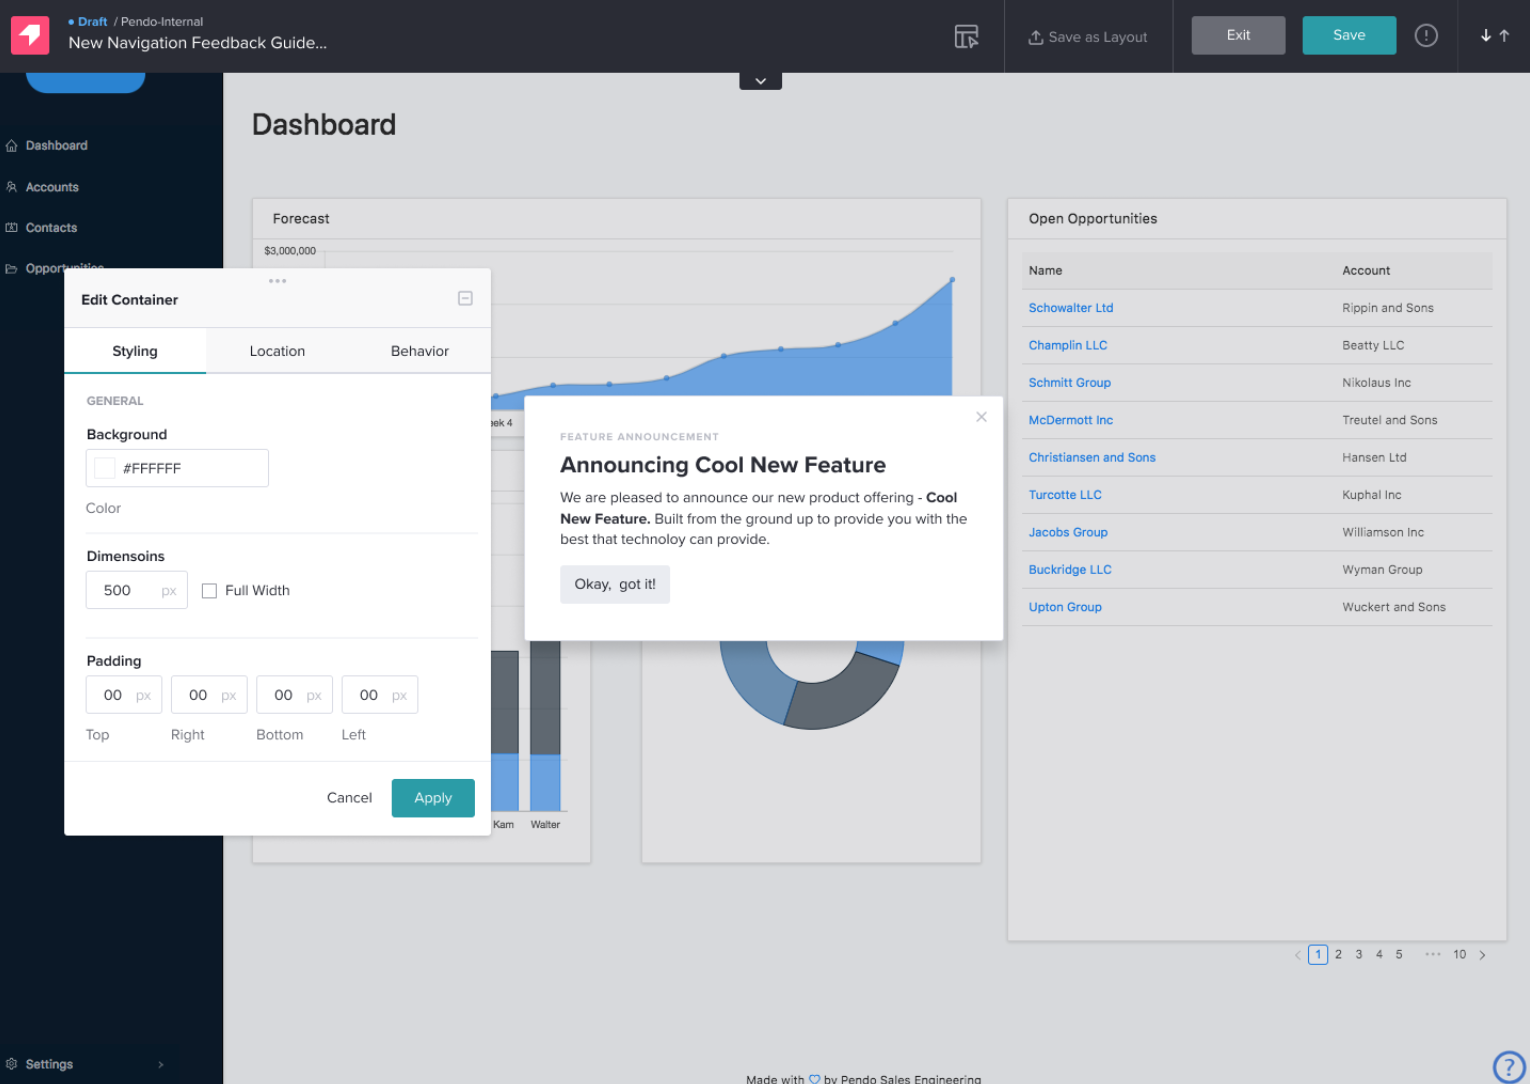 Draft / Pendo-Internal
New Navigation Feedback Guide...
Save as Layout
Exit
Save
Dashboard
Accounts
Contacts
Opportunities
Settings
Dashboard
Forecast
$3,000,000
eek 4
Kam
Walter
Edit Container
Styling
Location
Behavior
GENERAL
Background
#FFFFFF
Color
Dimensoins
500 px
Full Width
Padding
00 px 00 px 00 px 00 px
Top Right Bottom Left
Cancel
Apply
FEATURE ANNOUNCEMENT
Announcing Cool New Feature
We are pleased to announce our new product offering - Cool
New Feature. Built from the ground up to provide you with the
best that technoloy can provide.
Okay, got it!
Open Opportunities
Name Account
Schowalter Ltd Rippin and Sons
Champlin LLC Beatty LLC
Schmitt Group Nikolaus Inc
McDermott Inc Treutel and Sons
Christiansen and Sons Hansen Ltd
Turcotte LLC Kuphal Inc
Jacobs Group Williamson Inc
Buckridge LLC Wyman Group
Upton Group Wuckert and Sons
< 1 2 3 4 5 ••• 10 >
Made with ♡ by Pendo Sales Engineering
?